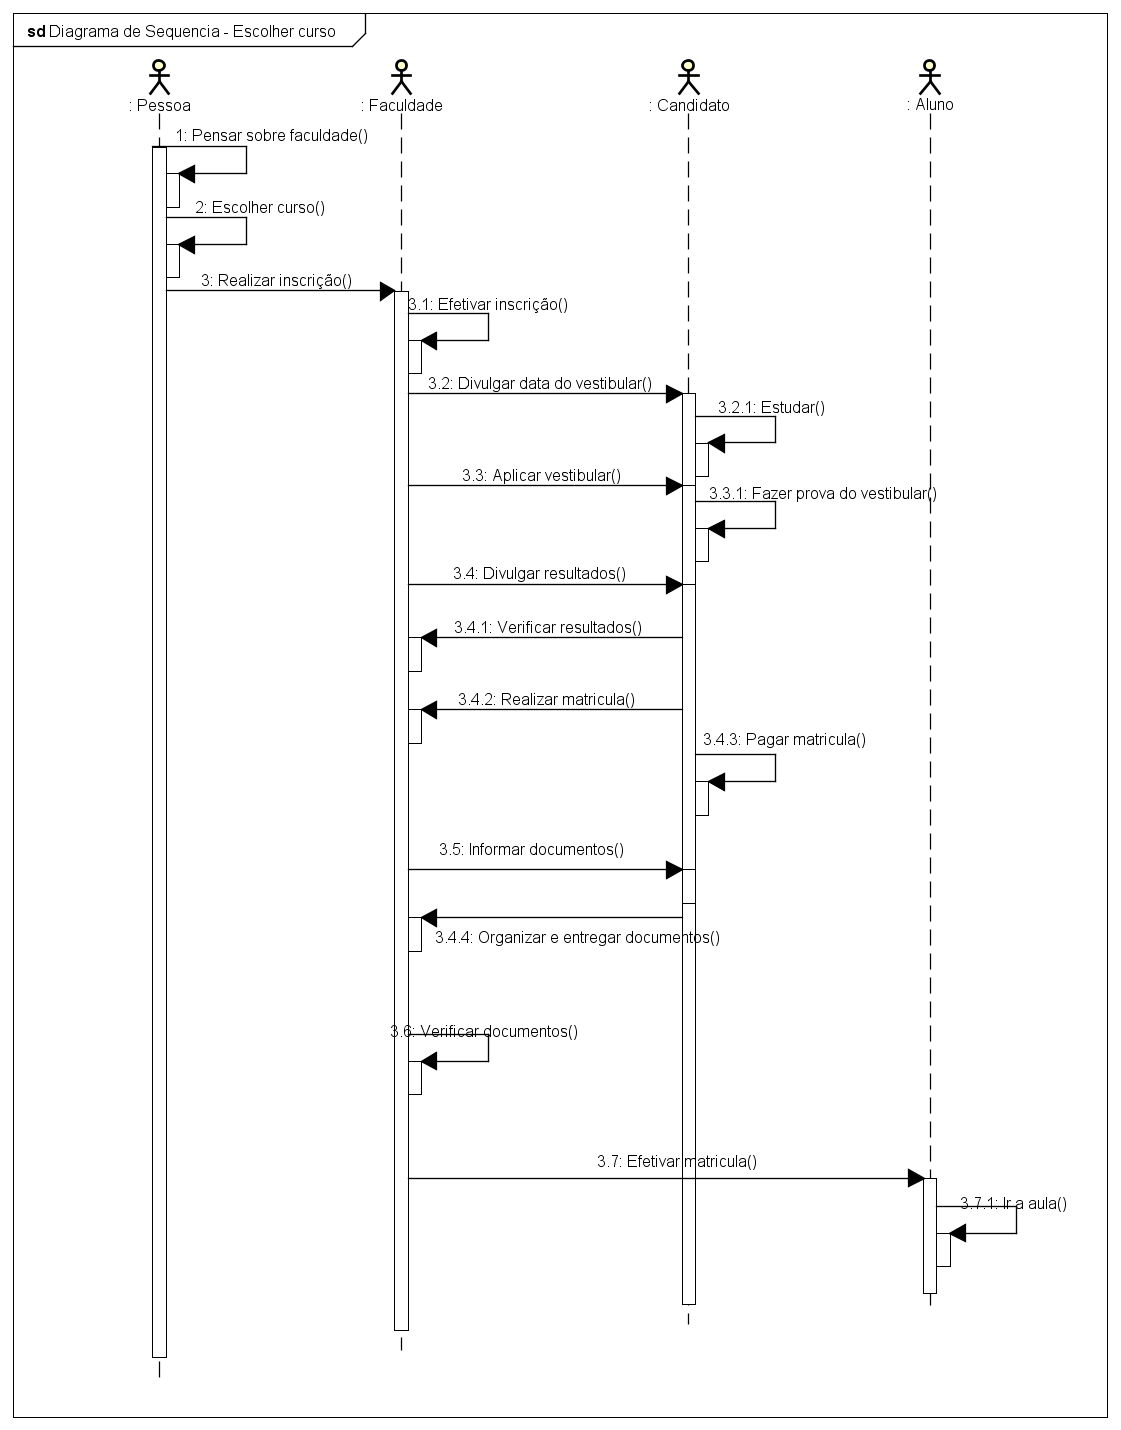 sd Diagrama de Sequencia - Escolher curso
: Pessoa
: Faculdade
: Candidato
: Aluno
1: Pensar sobre faculdade()
2: Escolher curso()
3: Realizar inscrição()
3.1: Efetivar inscrição()
3.2: Divulgar data do vestibular()
3.2.1: Estudar()
3.3: Aplicar vestibular()
3.3.1: Fazer prova do vestibular()
3.4: Divulgar resultados()
3.4.1: Verificar resultados()
3.4.2: Realizar matricula()
3.4.3: Pagar matricula()
3.5: Informar documentos()
3.4.4: Organizar e entregar documentos()
3.6: Verificar documentos()
3.7: Efetivar matricula()
3.7.1: Ir a aula()